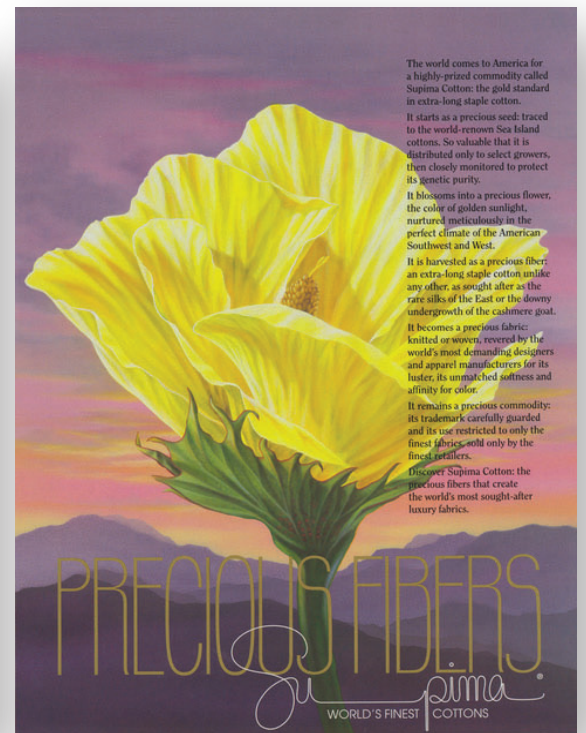 The world comes to America for
a highly-prized commodity called
Supima Cotton: the gold standard
in extra-long staple cotton.
It starts as a precious seed: traced
to the world-renown Sea Island
cottons. So valuable that it is
distributed only to select growers,
then closely monitored to protect
its genetic purity.
It blossoms into a precious flower,
the color of golden sunlight,
nurtured meticulously in the
perfect climate of the American
Southwest and West.
It is harvested as a precious fiber:
an extra-long staple cotton unlike
any other, as sought after as the
rare silks of the East or the downy
undergrowth of the cashmere goat.
It becomes a precious fabric:
knitted or woven, revered by the
world's most demanding designers
and apparel manufacturers for its
luster, its unmatched softness and
affinity for color.
It remains a precious commodity:
its trademark carefully guarded
and its use restricted to only the
finest fabrics, sold only by the
finest retailers.
Discover Supima Cotton: the
precious fibers that create
the world's most sought-after
luxury fabrics.
PRECIOUS FIBERS
Supima®
WORLD'S FINEST COTTONS